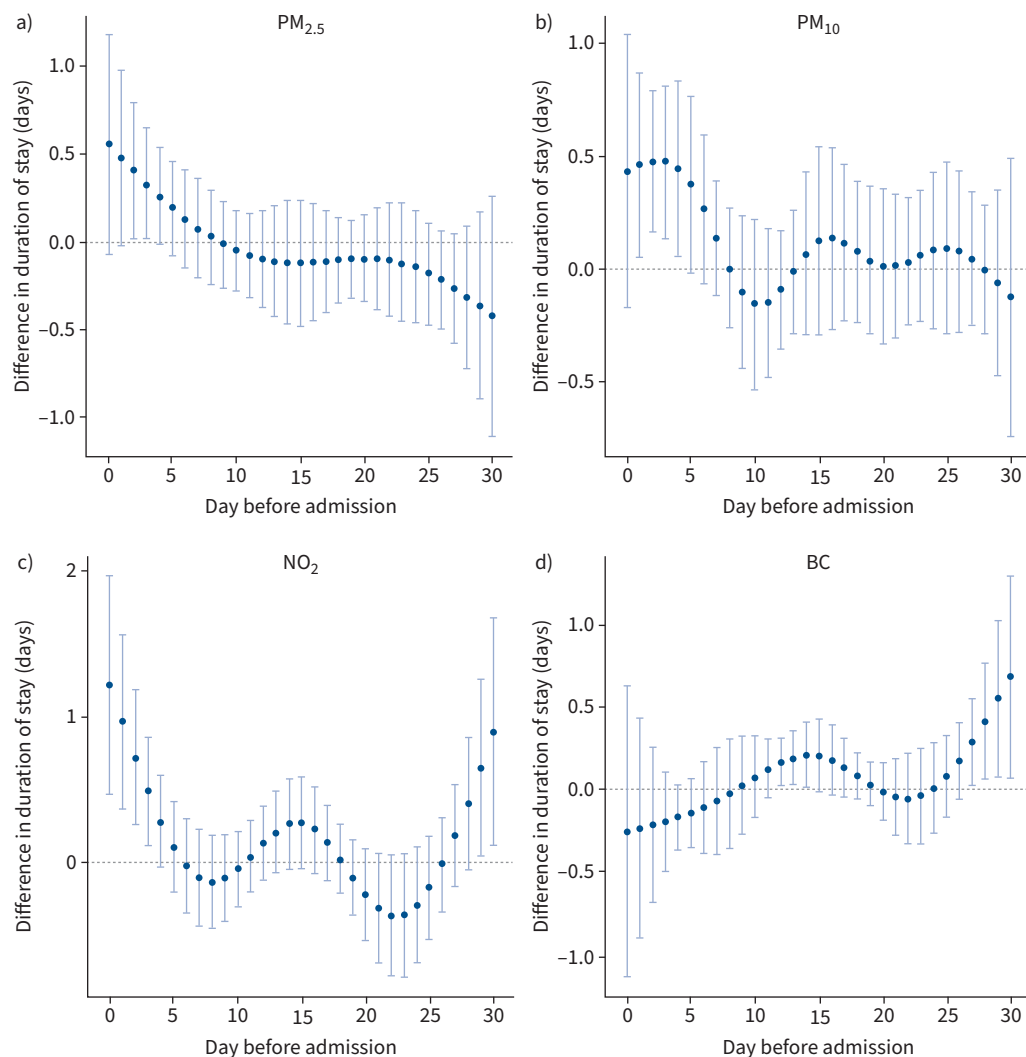 a)
PM2.5
Difference in duration of stay (days)
1.0
0.5
0.0
–0.5
–1.0
0 5 10 15 20 25 30
Day before admission
b)
PM10
Difference in duration of stay (days)
1.0
0.5
0.0
–0.5
0 5 10 15 20 25 30
Day before admission
c)
NO2
Difference in duration of stay (days)
2
1
0
0 5 10 15 20 25 30
Day before admission
d)
BC
Difference in duration of stay (days)
1.0
0.5
0.0
–0.5
–1.0
0 5 10 15 20 25 30
Day before admission